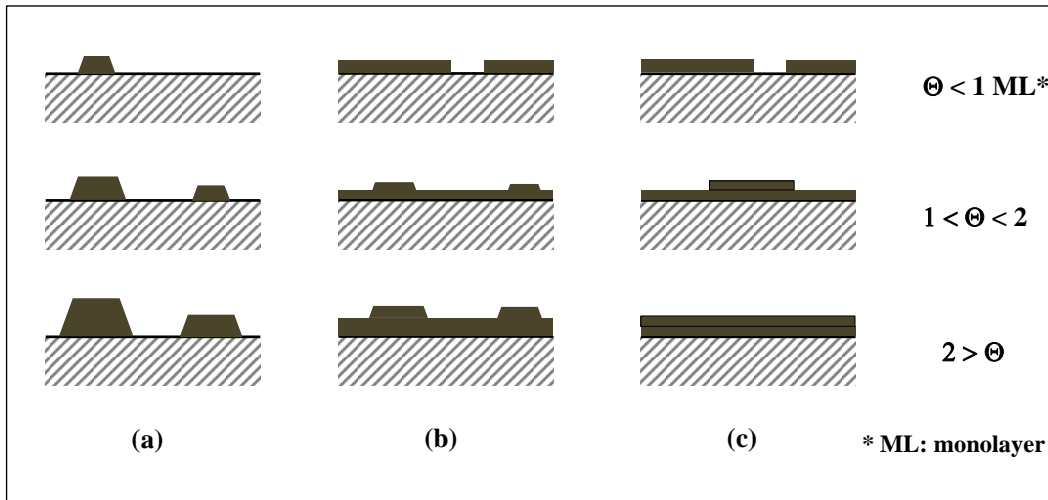 Θ < 1 ML*
1 < Θ < 2
2 > Θ
(a) (b) (c)
* ML: monolayer